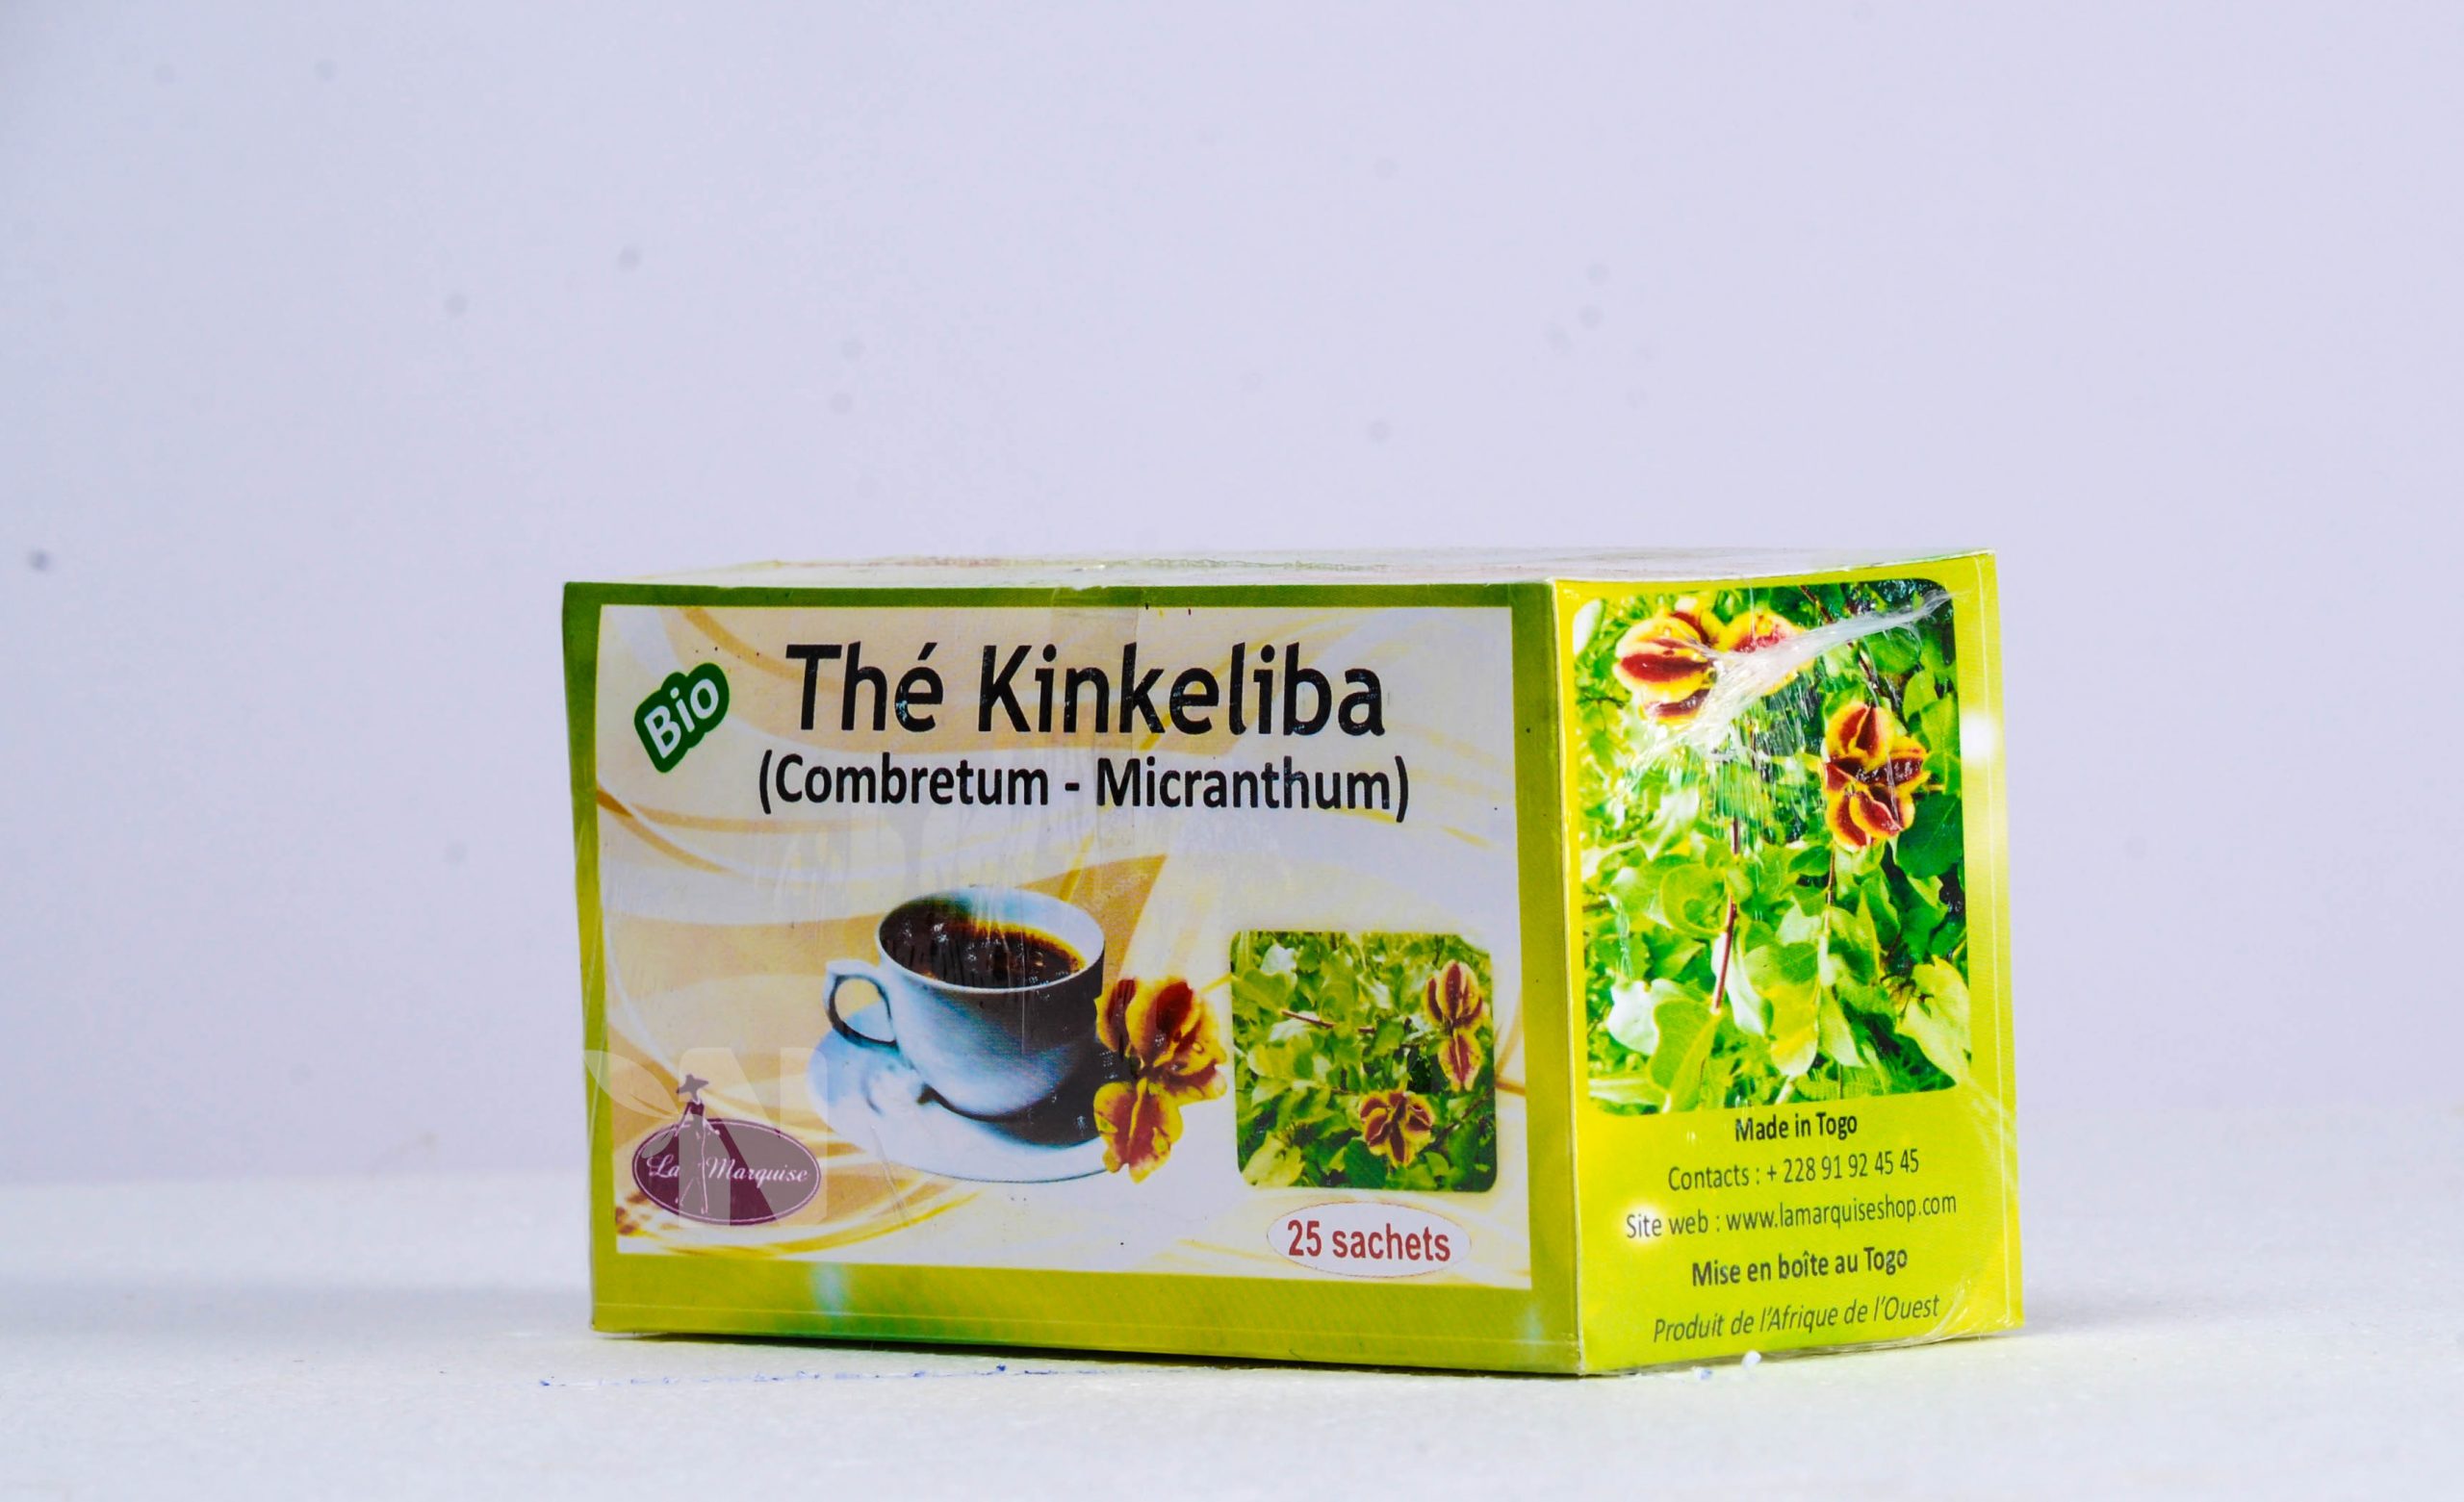 Bio
Thé Kinkeliba
(Combretum - Micranthum)
La Marquise
25 sachets
Made in Togo
Contacts : + 228 91 92 45 45
Site web : www.lamarquiseshop.com
Mise en boîte au Togo
Produit de l'Afrique de l'Ouest